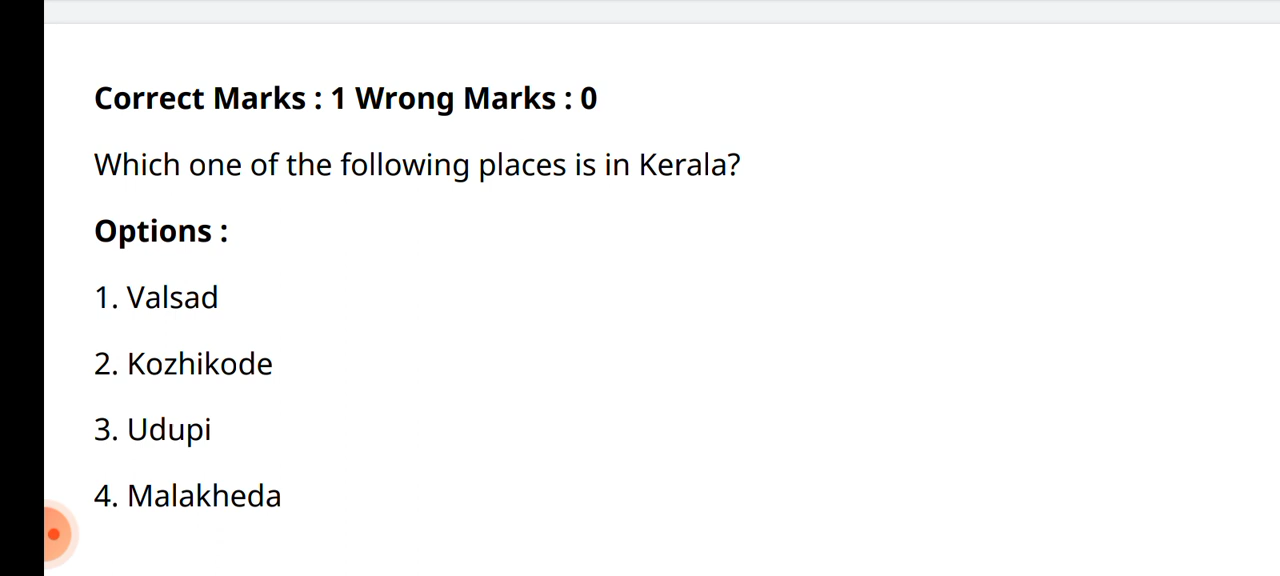 Correct Marks : 1 Wrong Marks : 0
Which one of the following places is in Kerala?
Options :
1. Valsad
2. Kozhikode
3. Udupi
4. Malakheda